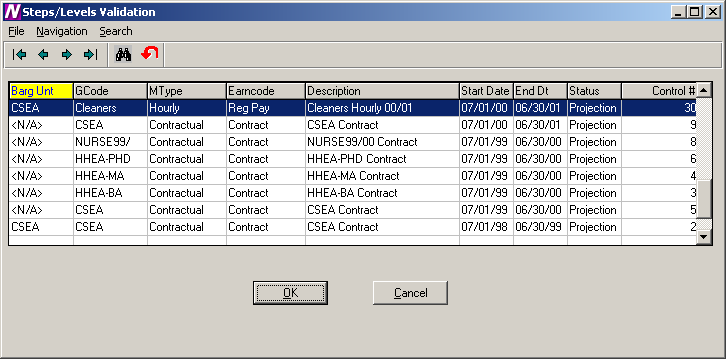 N Steps/Levels Validation
File Navigation Search
Barg Unt GCode MType Earncode Description Start Date End Dt Status Control #
CSEA Cleaners Hourly Reg Pay Cleaners Hourly 00/01 07/01/00 06/30/01 Projection 30
<N/A> CSEA Contractual Contract CSEA Contract 07/01/00 06/30/01 Projection 9
<N/A> NURSE99/ Contractual Contract NURSE99/00 Contract 07/01/99 06/30/00 Projection 8
<N/A> HHEA-PHD Contractual Contract HHEA-PHD Contract 07/01/99 06/30/00 Projection 6
<N/A> HHEA-MA Contractual Contract HHEA-MA Contract 07/01/99 06/30/00 Projection 4
<N/A> HHEA-BA Contractual Contract HHEA-BA Contract 07/01/99 06/30/00 Projection 3
<N/A> CSEA Contractual Contract CSEA Contract 07/01/99 06/30/00 Projection 5
CSEA CSEA Contractual Contract CSEA Contract 07/01/98 06/30/99 Projection 2
OK Cancel